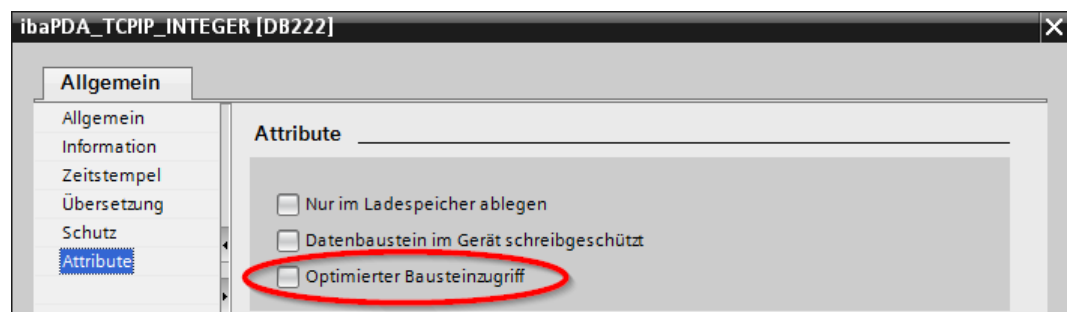 ibaPDA_TCPIP_INTEGER [DB222]
Allgemein
Allgemein
Information
Zeitstempel
Übersetzung
Schutz
Attribute
Attribute
Nur im Ladespeicher ablegen
Datenbaustein im Gerät schreibgeschützt
Optimierter Bausteinzugriff